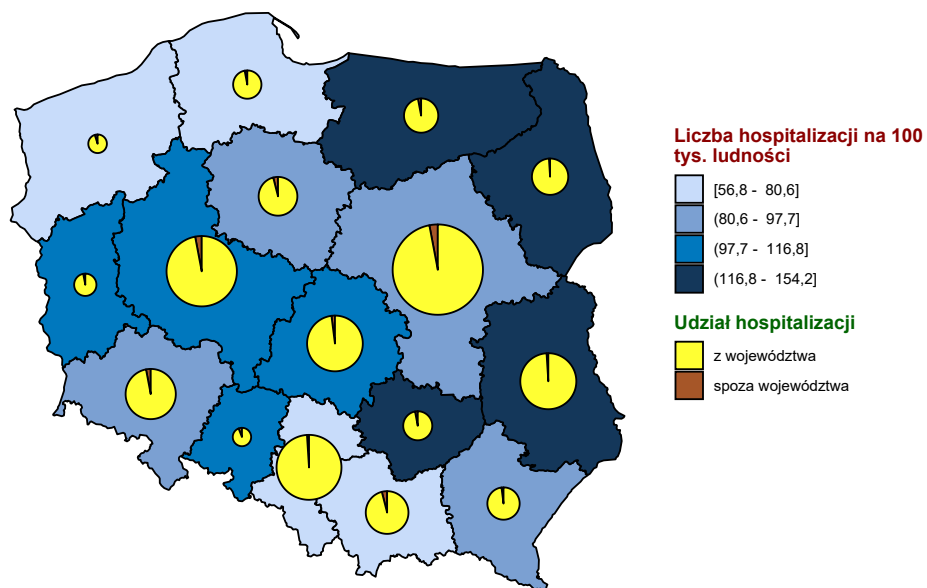 Liczba hospitalizacji na 100
tys. ludności
[56,8 - 80,6]
(80,6 - 97,7]
(97,7 - 116,8]
(116,8 - 154,2]
Udział hospitalizacji
z województwa
spoza województwa